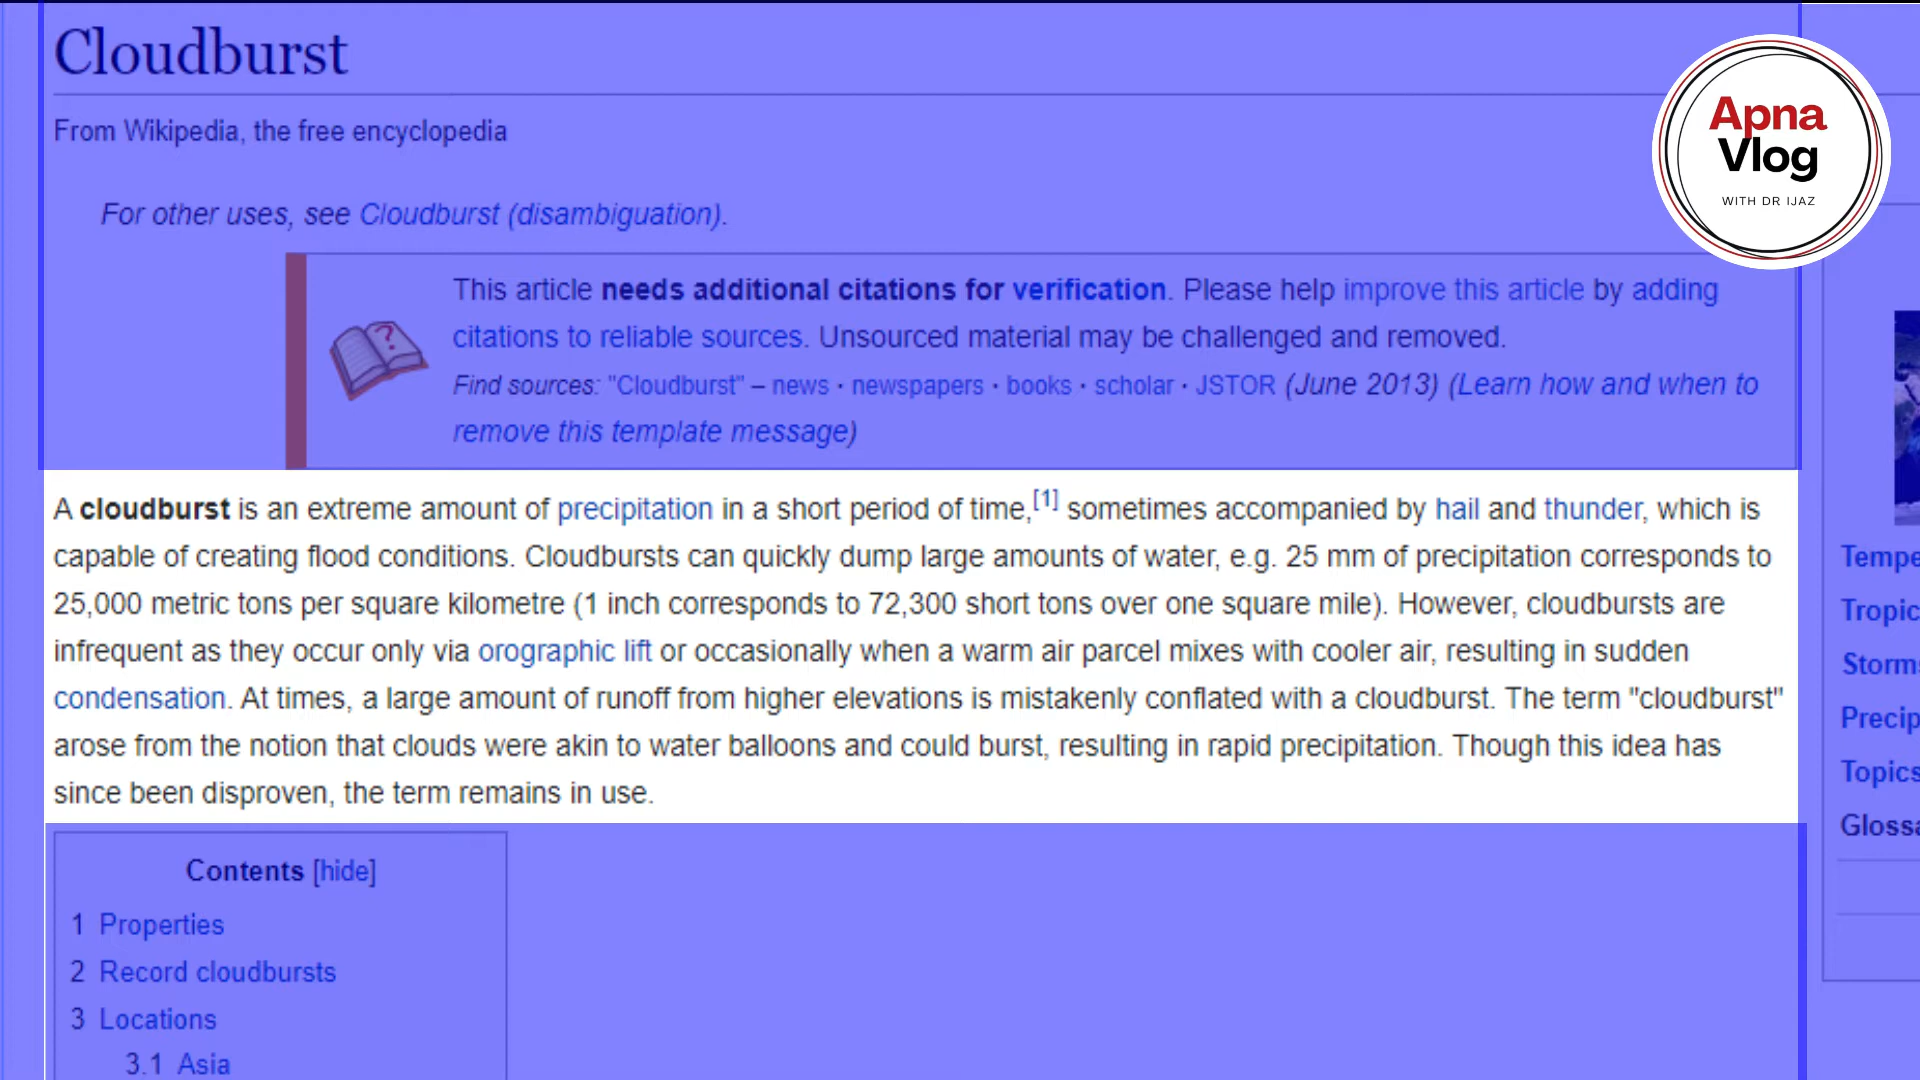 Cloudburst
From Wikipedia, the free encyclopedia
For other uses, see Cloudburst (disambiguation).
This article needs additional citations for verification. Please help improve this article by adding
citations to reliable sources. Unsourced material may be challenged and removed.
Find sources: "Cloudburst" – news · newspapers · books · scholar · JSTOR (June 2013) (Learn how and when to
remove this template message)
A cloudburst is an extreme amount of precipitation in a short period of time,[1] sometimes accompanied by hail and thunder, which is
capable of creating flood conditions. Cloudbursts can quickly dump large amounts of water, e.g. 25 mm of precipitation corresponds to
25,000 metric tons per square kilometre (1 inch corresponds to 72,300 short tons over one square mile). However, cloudbursts are
infrequent as they occur only via orographic lift or occasionally when a warm air parcel mixes with cooler air, resulting in sudden
condensation. At times, a large amount of runoff from higher elevations is mistakenly conflated with a cloudburst. The term "cloudburst"
arose from the notion that clouds were akin to water balloons and could burst, resulting in rapid precipitation. Though this idea has
since been disproven, the term remains in use.
Contents [hide]
1 Properties
2 Record cloudbursts
3 Locations
3.1 Asia
Apna
Vlog
WITH DR IJAZ
Tempe
Tropic
Storm
Precip
Topics
Gloss